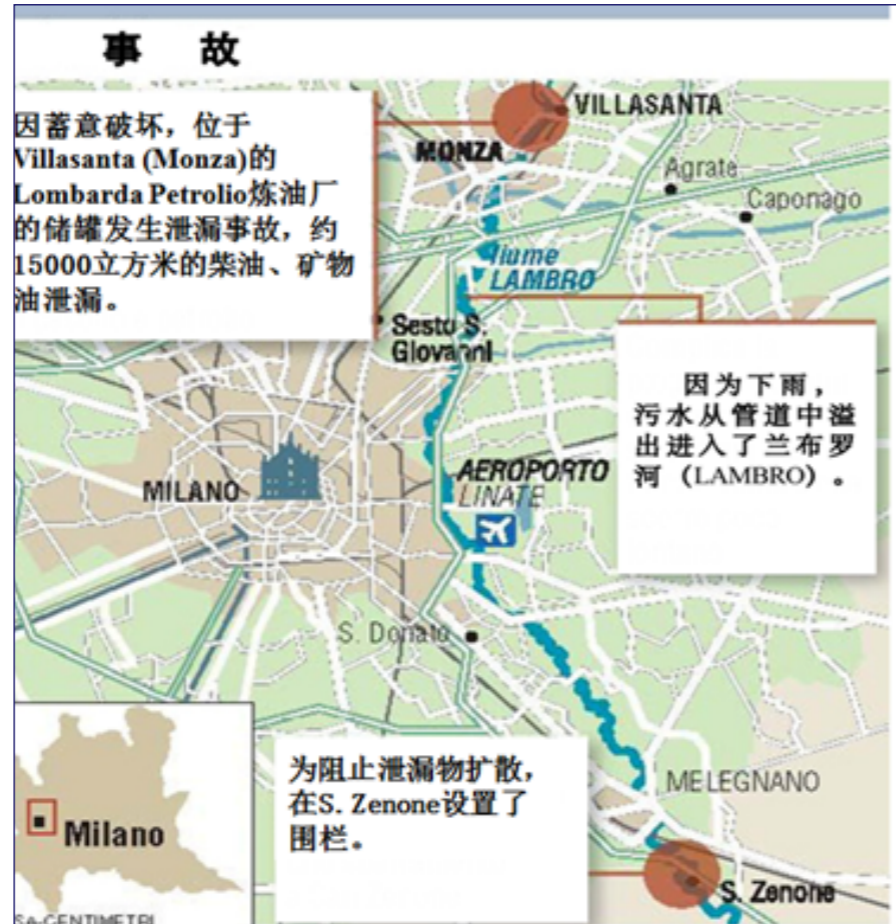 事 故
因蓄意破坏，位于
Villasanta (Monza)的
Lombarda Petrolio炼油厂
的储罐发生泄漏事故，约
15000立方米的柴油、矿物
油泄漏。
VILLASANTA
MONZA
Agrate
Caponago
fiume
LAMBRO
Sesto S.
Giovanni
因为下雨，
污水从管道中溢
出进入了兰布罗
河（LAMBRO）。
MILANO
AEROPORTO
LINATE
S. Donato
为阻止泄漏物扩散，
在S. Zenone设置了
围栏。
MELEGNANO
Milano
S. Zenone
SA-CENTIMETRI